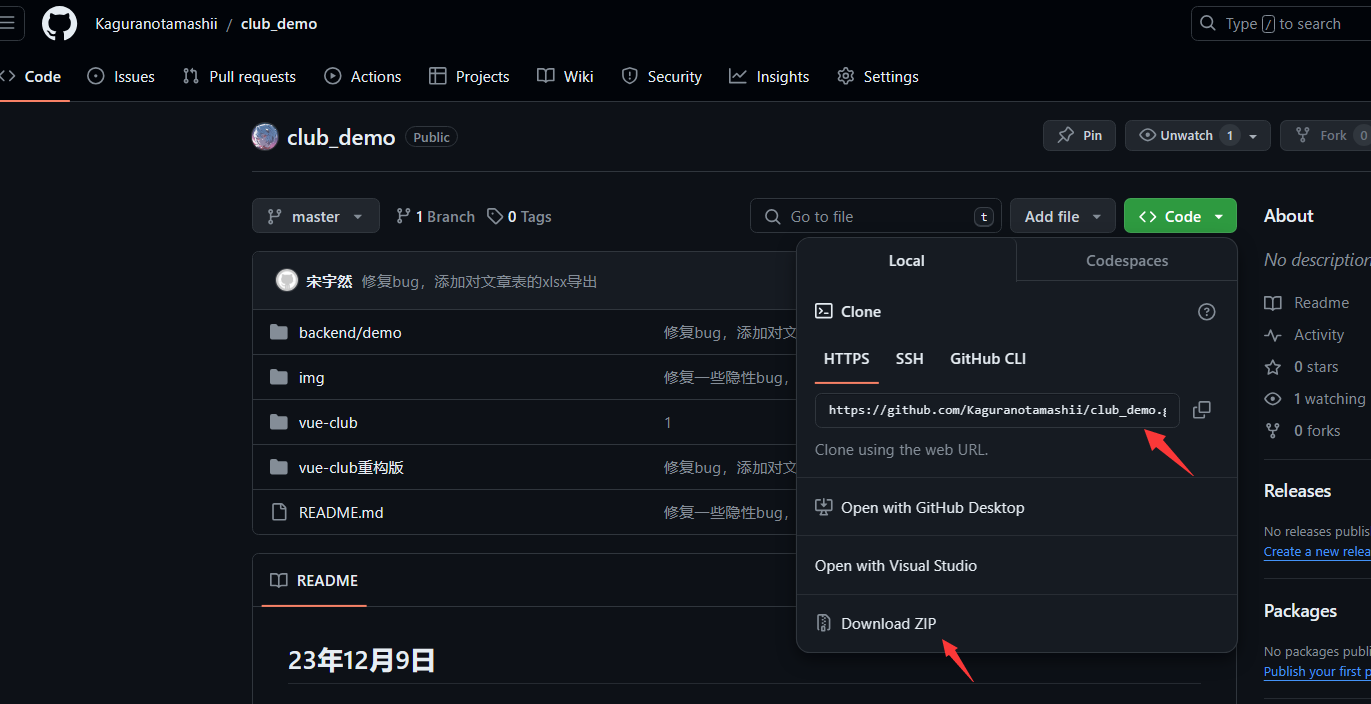 Kaguranotamashii / club_demo
Type / to search
Code Issues Pull requests Actions Projects Wiki Security Insights Settings
club_demo Public
Pin Unwatch 1 Fork 0
master 1 Branch 0 Tags
Go to file t Add file Code
宋宇然 修复bug，添加对文章表的xlsx导出
backend/demo 修复bug，添加对文
img 修复一些隐性bug，
vue-club 1
vue-club重构版 修复bug，添加对文
README.md 修复一些隐性bug，
README
23年12月9日
Local Codespaces
Clone
HTTPS SSH GitHub CLI
https://github.com/Kaguranotamashii/club_demo.g
Clone using the web URL.
Open with GitHub Desktop
Open with Visual Studio
Download ZIP
About
No description
Readme
Activity
0 stars
1 watching
0 forks
Releases
No releases publis
Create a new relea
Packages
No packages publi
Publish your first p